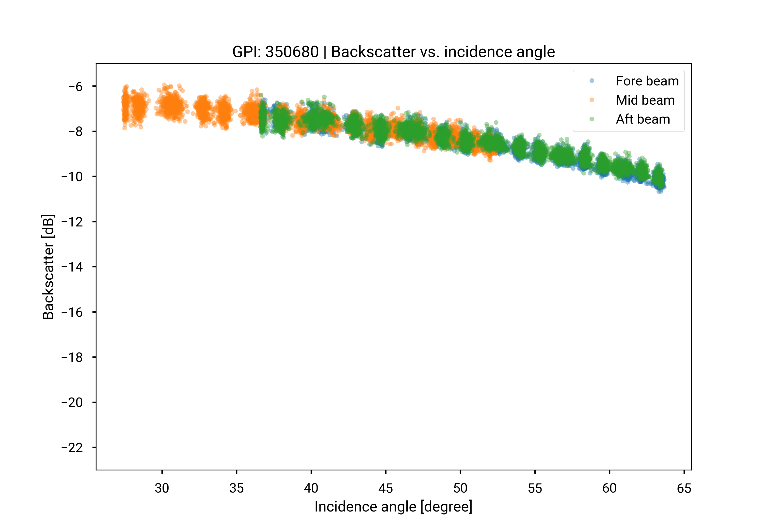 GPI: 350680 | Backscatter vs. incidence angle
Fore beam
Mid beam
Aft beam
−6
−8
−10
−12
−14
−16
−18
−20
−22
Backscatter [dB]
30 35 40 45 50 55 60 65
Incidence angle [degree]